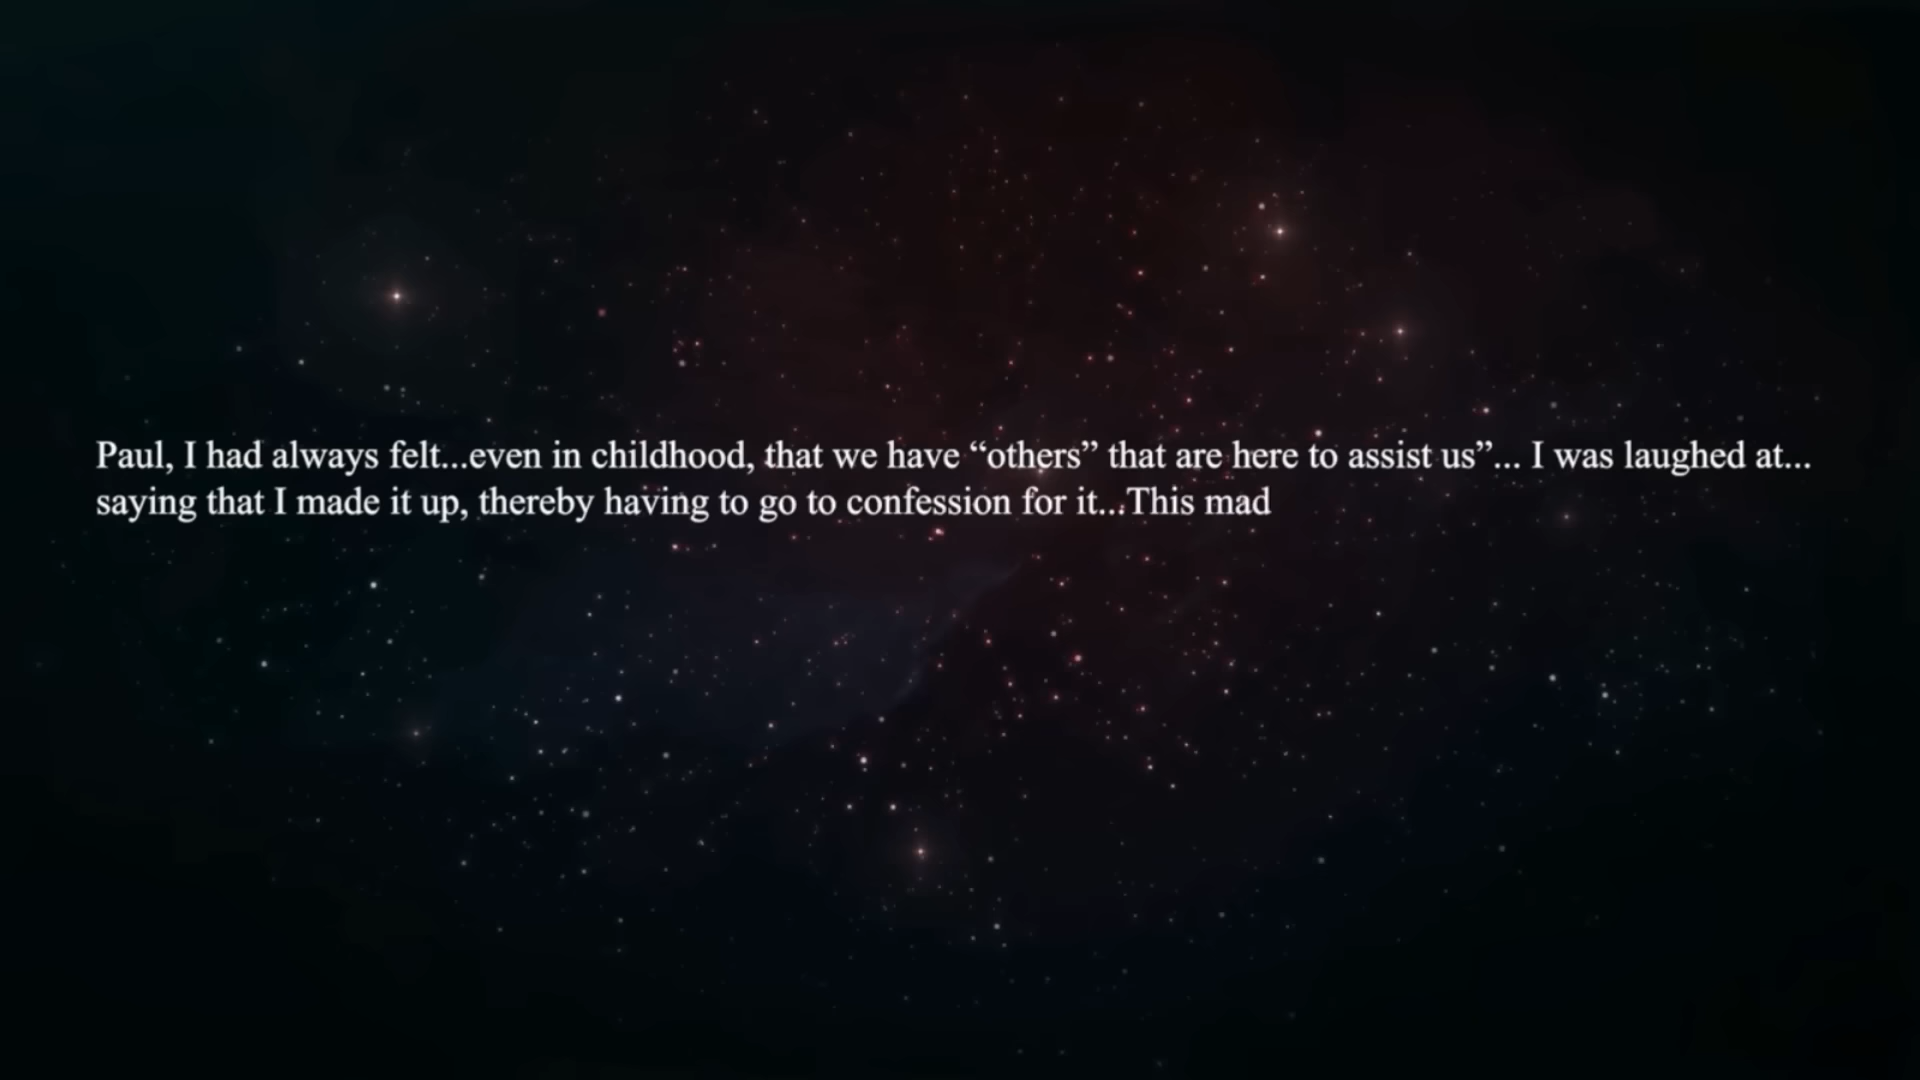 Paul, I had always felt...even in childhood, that we have “others” that are here to assist us”... I was laughed at...
saying that I made it up, thereby having to go to confession for it...This mad